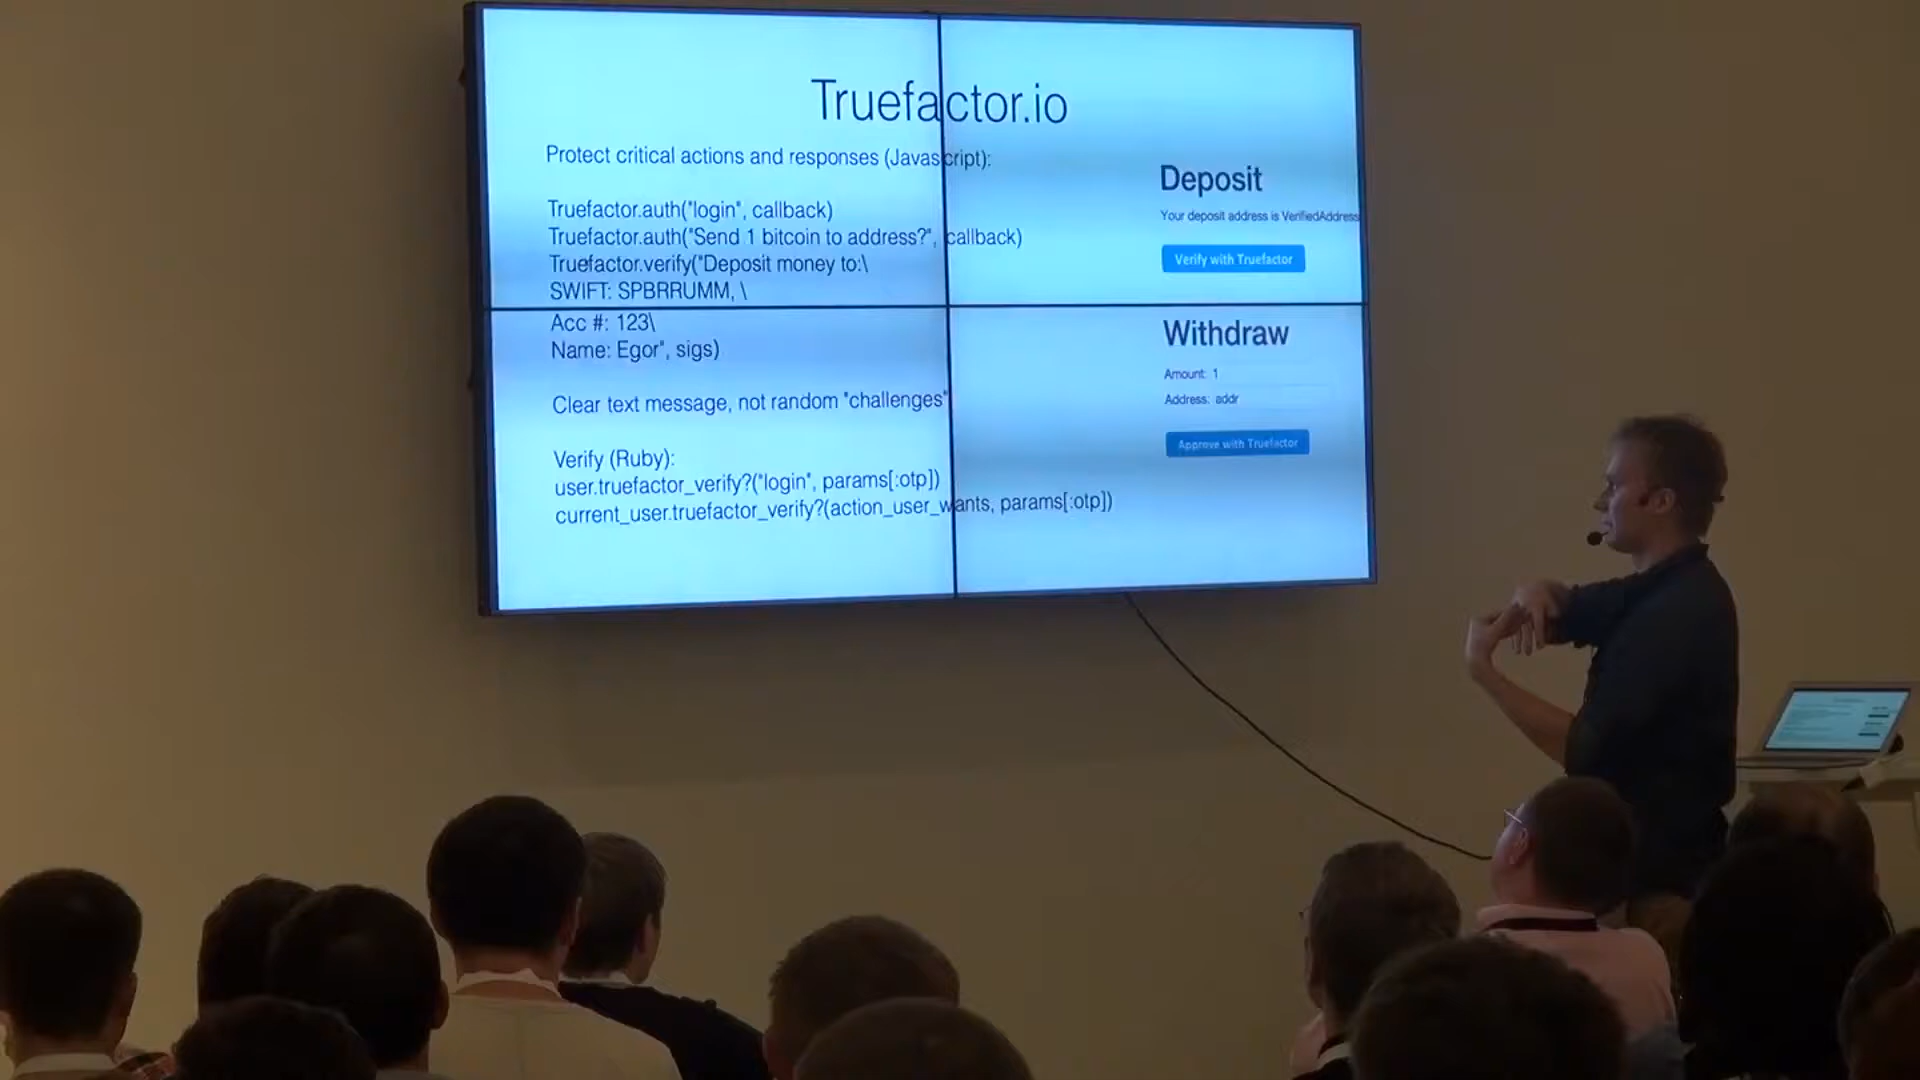 Truefactor.io
Protect critical actions and responses (Javascript):
Truefactor.auth("login", callback)
Truefactor.auth("Send 1 bitcoin to address?", callback)
Truefactor.verify("Deposit money to:\
SWIFT: SPBRRUMM, \
Acc #: 123\
Name: Egor", sigs)
Clear text message, not random "challenges"
Verify (Ruby):
user.truefactor_verify?("login", params[:otp])
current_user.truefactor_verify?(action_user_wants, params[:otp])
Deposit
Your deposit address is VerifiedAddress
Verify with Truefactor
Withdraw
Amount: 1
Address: addr
Approve with Truefactor